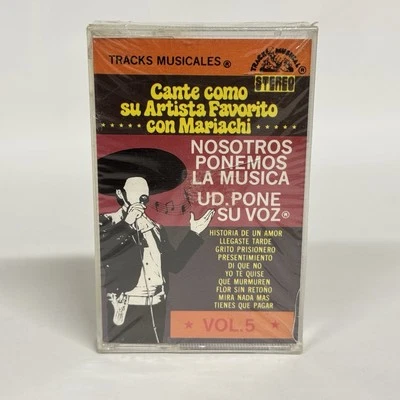 TRACKS MUSICALES®
TRACKS MUSICAL
®
STEREO
Cante como
su Artista Favorito
con Mariachi
NOSOTROS
PONEMOS
LA MUSICA
UD. PONE
SU VOZ®
HISTORIA DE UN AMOR
LLEGASTE TARDE
GRITO PRISIONERO
PRESENTIMIENTO
DI QUE NO
YO TE QUISE
QUE MURMUREN
FLOR SIN RETOÑO
MIRA NADA MAS
TIENES QUE PAGAR
VOL.5